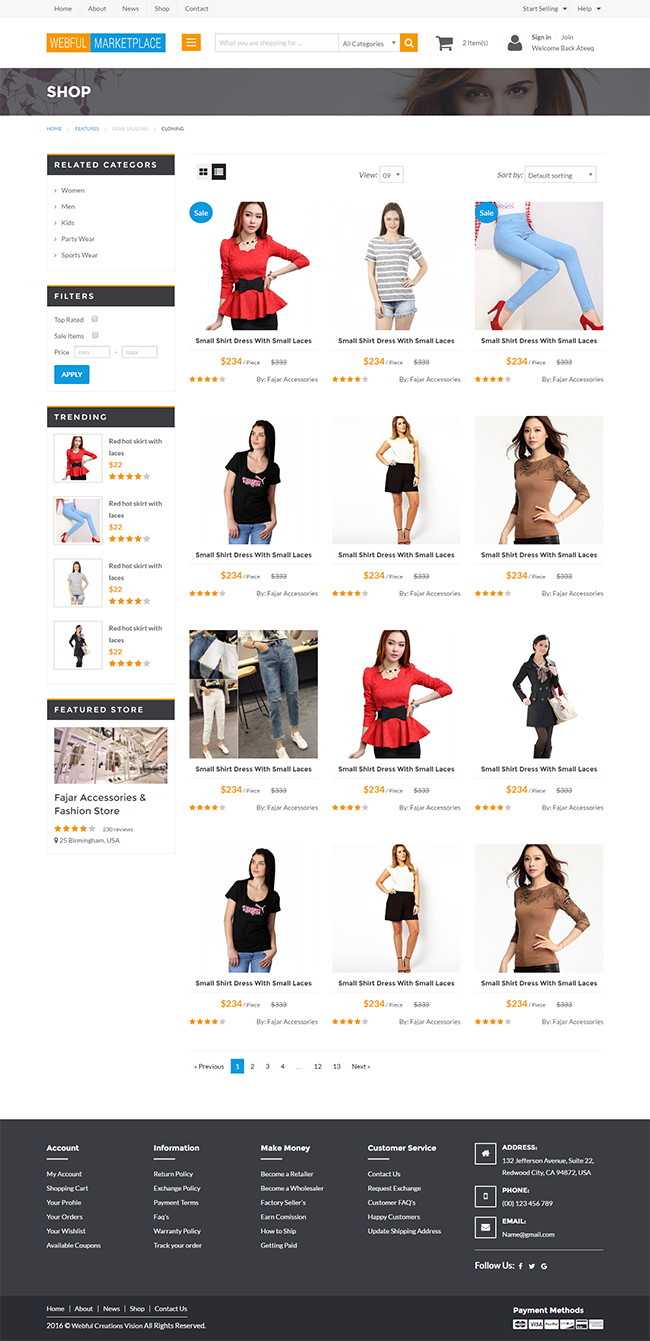 Home About News Shop Contact Start Selling Help
WEBFUL MARKETPLACE What you are shopping for ... All Categories 2 Item(s) Sign in | Join
Welcome Back Ateeq
SHOP
HOME > FEATURES > GENE SPLICING > CLONING
RELATED CATEGORS
Women
Men
Kids
Party Wear
Sports Wear
FILTERS
Top Rated
Sale Items
Price min - max
APPLY
TRENDING
Red hot skirt with
laces
$22
Red hot skirt with
laces
$22
Red hot skirt with
laces
$22
Red hot skirt with
laces
$22
FEATURED STORE
Fajar Accessories &
Fashion Store
230 reviews
25 Birmingham, USA
View: 09 Sort by: Default sorting
Sale Sale
Small Shirt Dress With Small Laces Small Shirt Dress With Small Laces Small Shirt Dress With Small Laces
$234 / Piece $333 $234 / Piece $333 $234 / Piece $333
By: Fajar Accessories By: Fajar Accessories By: Fajar Accessories
Small Shirt Dress With Small Laces Small Shirt Dress With Small Laces Small Shirt Dress With Small Laces
$234 / Piece $333 $234 / Piece $333 $234 / Piece $333
By: Fajar Accessories By: Fajar Accessories By: Fajar Accessories
Small Shirt Dress With Small Laces Small Shirt Dress With Small Laces Small Shirt Dress With Small Laces
$234 / Piece $333 $234 / Piece $333 $234 / Piece $333
By: Fajar Accessories By: Fajar Accessories By: Fajar Accessories
Small Shirt Dress With Small Laces Small Shirt Dress With Small Laces Small Shirt Dress With Small Laces
$234 / Piece $333 $234 / Piece $333 $234 / Piece $333
By: Fajar Accessories By: Fajar Accessories By: Fajar Accessories
« Previous 1 2 3 4 ... 12 13 Next »
Account
My Account
Shopping Cart
Your Profile
Your Orders
Your Wishlist
Available Coupons
Information
Return Policy
Exchange Policy
Payment Terms
Faq's
Warranty Policy
Track your order
Make Money
Become a Retailer
Become a Wholesaler
Factory Seller's
Earn Comission
How to Ship
Getting Paid
Customer Service
Contact Us
Request Exchange
Customer FAQ's
Happy Customers
Update Shipping Address
ADDRESS:
132 Jefferson Avenue, Suite 22,
Redwood City, CA 94872, USA
PHONE:
(00) 123 456 789
EMAIL:
Name@gmail.com
Follow Us:
Home | About | News | Shop | Contact Us
2016 © Webful Creations Vision All Rights Reserved.
Payment Methods